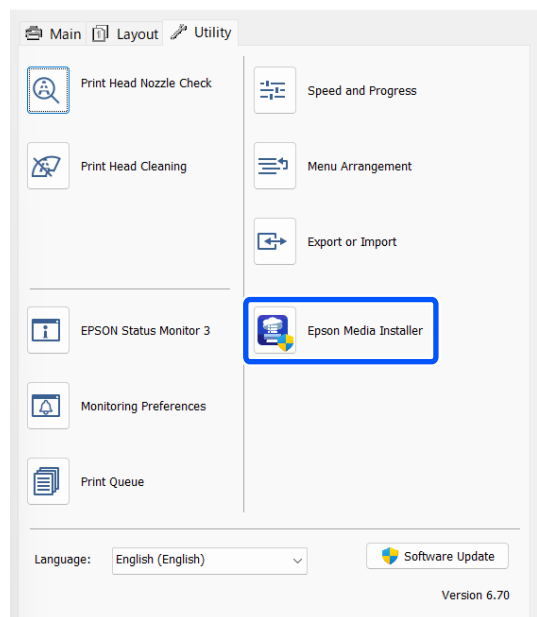 Main
Layout
Utility
Print Head Nozzle Check
Speed and Progress
Print Head Cleaning
Menu Arrangement
Export or Import
EPSON Status Monitor 3
Epson Media Installer
Monitoring Preferences
Print Queue
Language:
English (English)
Software Update
Version 6.70